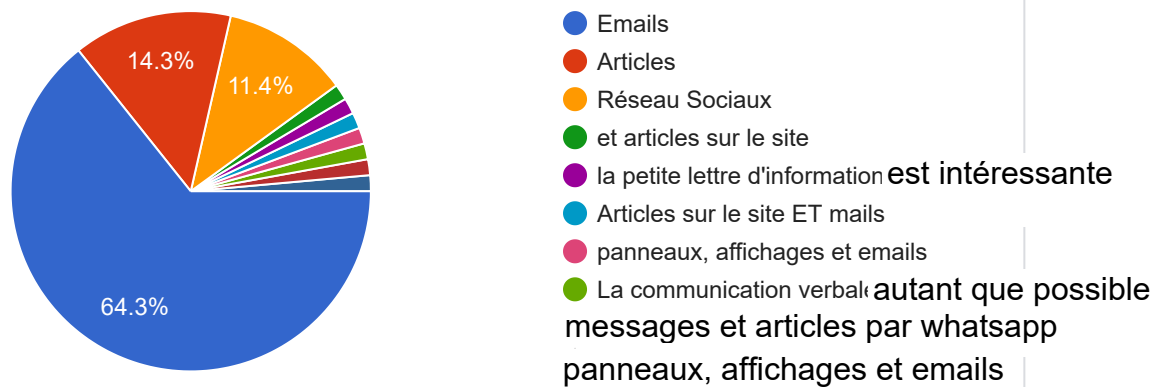 14.3%
11.4%
64.3%
Emails
Articles
Réseau Sociaux
et articles sur le site
la petite lettre d'information est intéressante
Articles sur le site ET mails
panneaux, affichages et emails
La communication verbale autant que possible
messages et articles par whatsapp
panneaux, affichages et emails